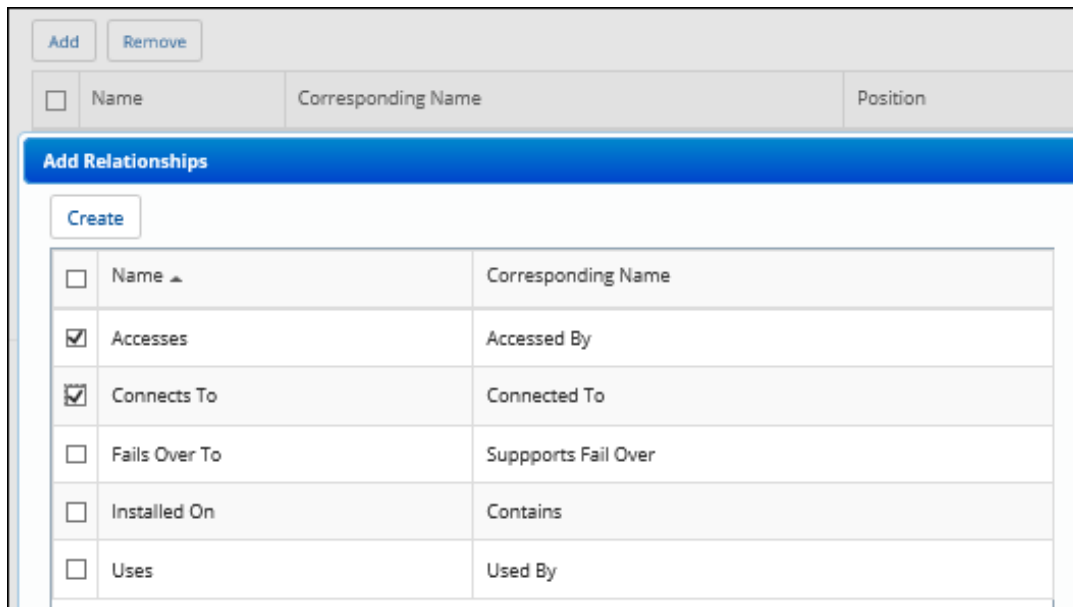 Add Remove
Name Corresponding Name Position
Add Relationships
Create
Name Corresponding Name
Accesses Accessed By
Connects To Connected To
Fails Over To Suppports Fail Over
Installed On Contains
Uses Used By